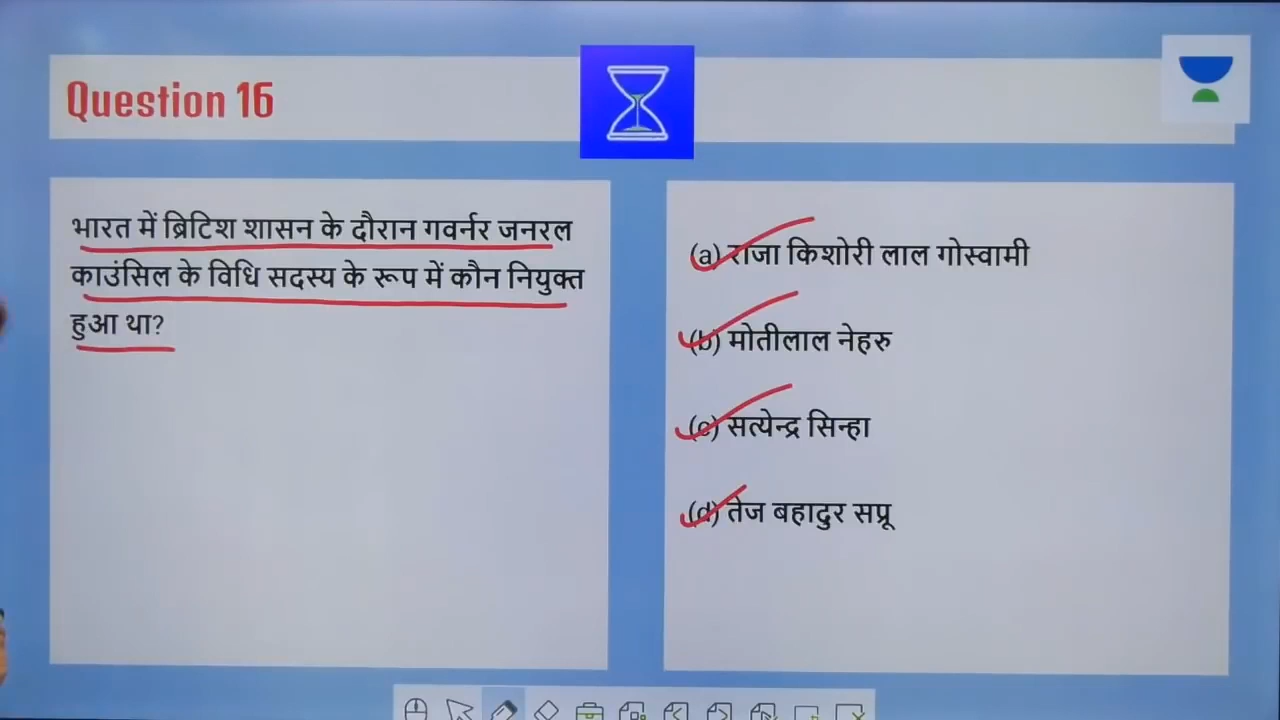 Question 16
भारत में ब्रिटिश शासन के दौरान गवर्नर जनरल
काउंसिल के विधि सदस्य के रूप में कौन नियुक्त
हुआ था?
(a) राजा किशोरी लाल गोस्वामी
(b) मोतीलाल नेहरु
(c) सत्येन्द्र सिन्हा
(d) तेज बहादुर सप्रू